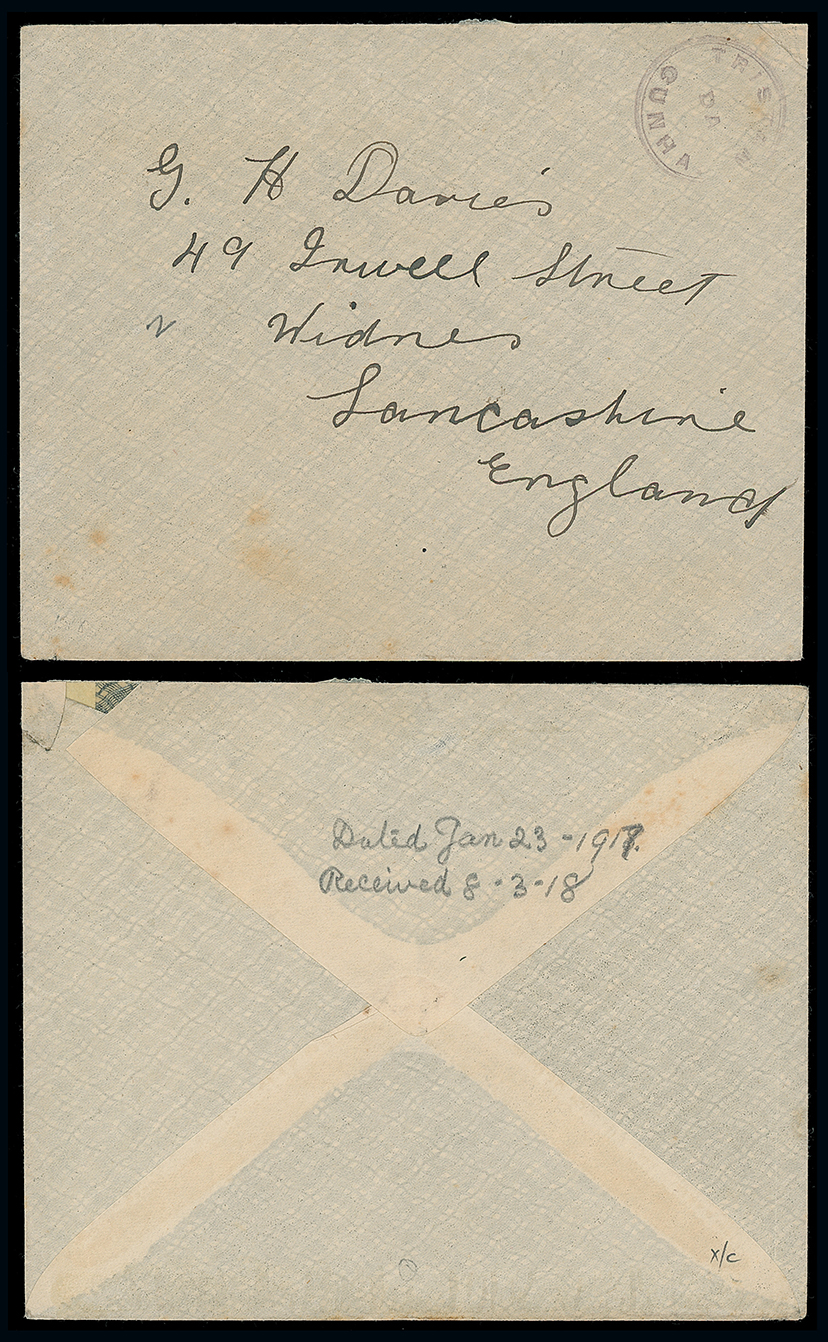 TRISTAN
DA
CUNHA
G. H Davies
49 Irwell Street
Widnes
Lancashire
England
Dated Jan 23 - 1917.
Received 8 - 3 - 18
x/c